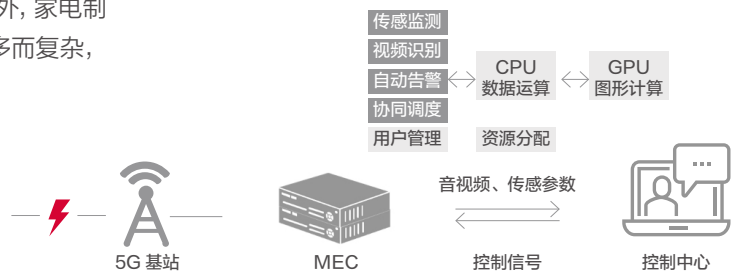 外, 家电制
多而复杂,
传感监测
视频识别
自动告警
协同调度
用户管理
CPU
数据运算
GPU
图形计算
资源分配
音视频、传感参数
5G 基站
MEC
控制信号
控制中心